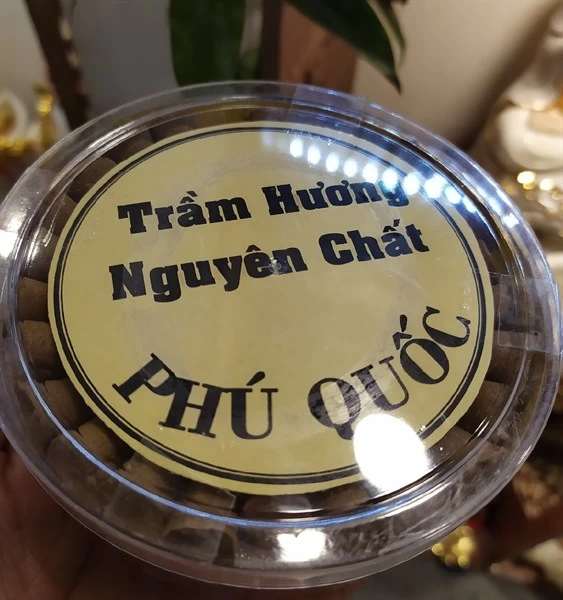 Trầm Hương
Nguyên Chất
PHÚ QUỐC